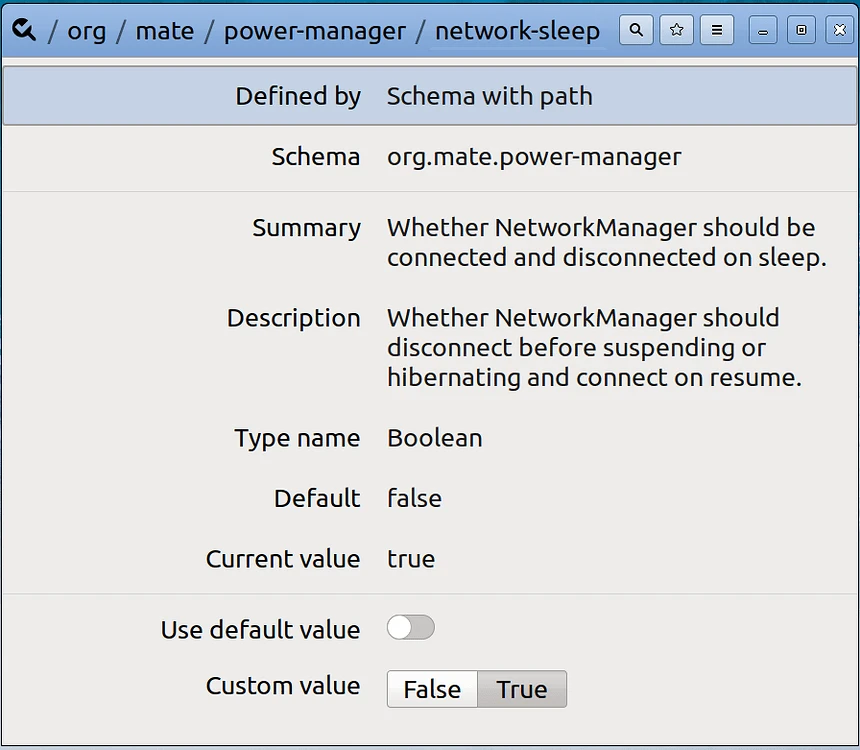 / org / mate / power-manager / network-sleep
Defined by Schema with path
Schema org.mate.power-manager
Summary Whether NetworkManager should be
connected and disconnected on sleep.
Description Whether NetworkManager should
disconnect before suspending or
hibernating and connect on resume.
Type name Boolean
Default false
Current value true
Use default value
Custom value False True